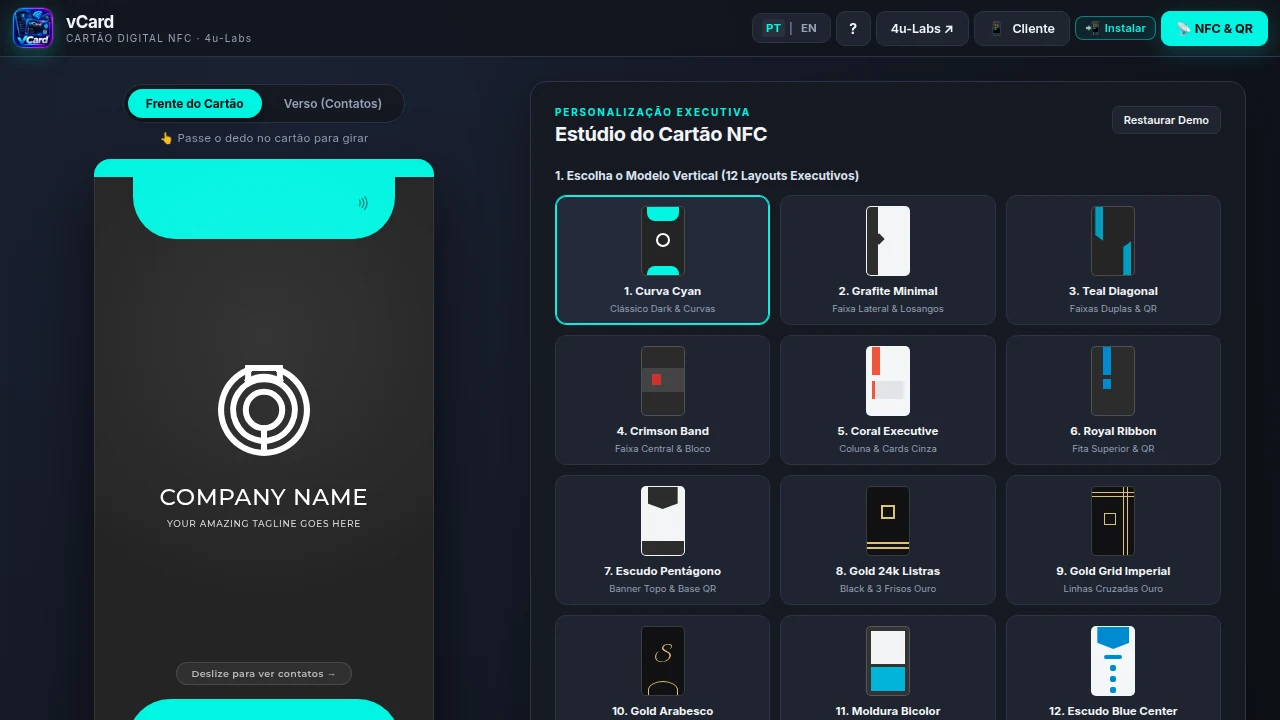 vCard
CARTÃO DIGITAL NFC · 4u-Labs
PT | EN
?
4u-Labs ↗
Cliente
Instalar
NFC & QR
Frente do Cartão
Verso (Contatos)
👆 Passe o dedo no cartão para girar
COMPANY NAME
YOUR AMAZING TAGLINE GOES HERE
Deslize para ver contatos →
PERSONALIZAÇÃO EXECUTIVA
Estúdio do Cartão NFC
Restaurar Demo
1. Escolha o Modelo Vertical (12 Layouts Executivos)
1. Curva Cyan
Clássico Dark & Curvas
2. Grafite Minimal
Faixa Lateral & Losangos
3. Teal Diagonal
Faixas Duplas & QR
4. Crimson Band
Faixa Central & Bloco
5. Coral Executive
Coluna & Cards Cinza
6. Royal Ribbon
Fita Superior & QR
7. Escudo Pentágono
Banner Topo & Base QR
8. Gold 24k Listras
Black & 3 Frisos Ouro
9. Gold Grid Imperial
Linhas Cruzadas Ouro
S
10. Gold Arabesco
11. Moldura Bicolor
12. Escudo Blue Center